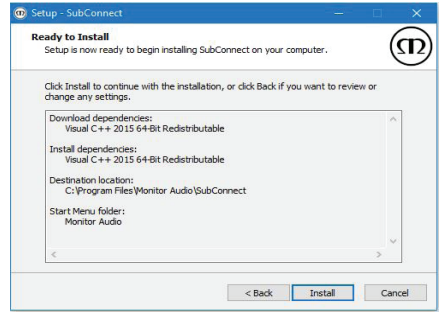 Setup - SubConnect
Ready to Install
Setup is now ready to begin installing SubConnect on your computer.
Click Install to continue with the installation, or click Back if you want to review or
change any settings.
Download dependencies:
Visual C++ 2015 64-Bit Redistributable
Install dependencies:
Visual C++ 2015 64-Bit Redistributable
Destination location:
C:\Program Files\Monitor Audio\SubConnect
Start Menu folder:
Monitor Audio
< Back
Install
Cancel